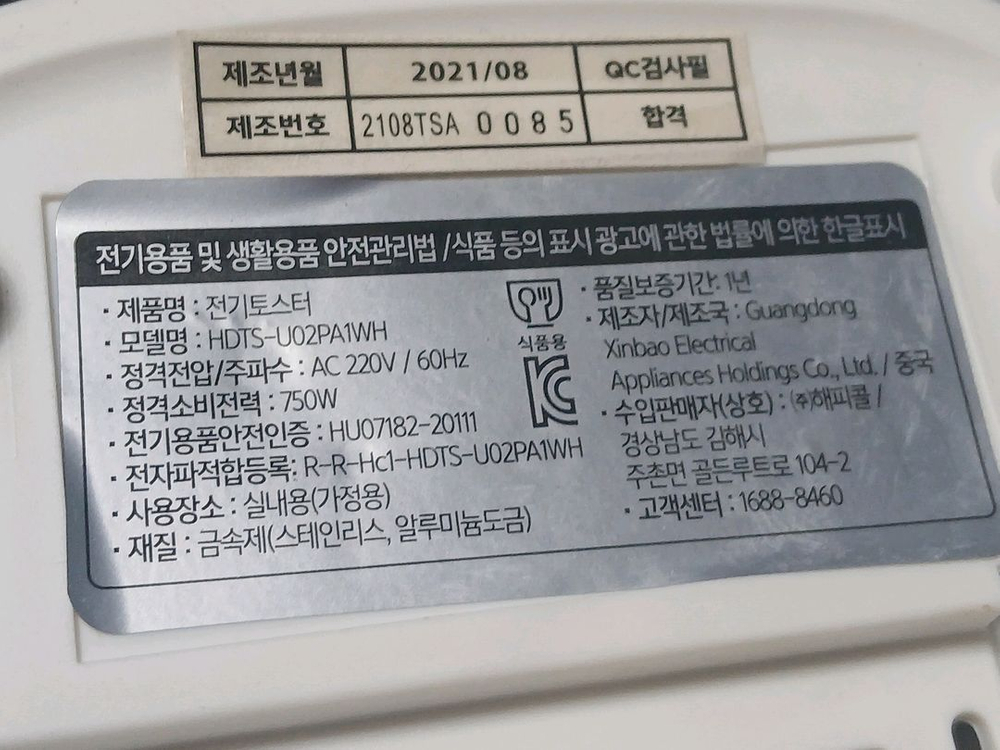 제조년월 2021/08 QC검사필
제조번호 2108TSA 0085 합격
전기용품 및 생활용품 안전관리법 /식품 등의 표시 광고에 관한 법률에 의한 한글표시
· 제품명 : 전기토스터
· 모델명 : HDTS-U02PA1WH
· 정격전압/주파수 : AC 220V / 60Hz
· 정격소비전력 : 750W
· 전기용품안전인증 : HU07182-20111
· 전자파적합등록: R-R-Hc1-HDTS-U02PA1WH
· 사용장소 : 실내용(가정용)
· 재질 : 금속제(스테인리스, 알루미늄도금)
식품용
KC
· 품질보증기간: 1년
· 제조자/제조국 : Guangdong
Xinbao Electrical
Appliances Holdings Co., Ltd. / 중국
· 수입판매자(상호) : ㈜해피콜 /
경상남도 김해시
주촌면 골든루트로 104-2
· 고객센터 : 1688-8460